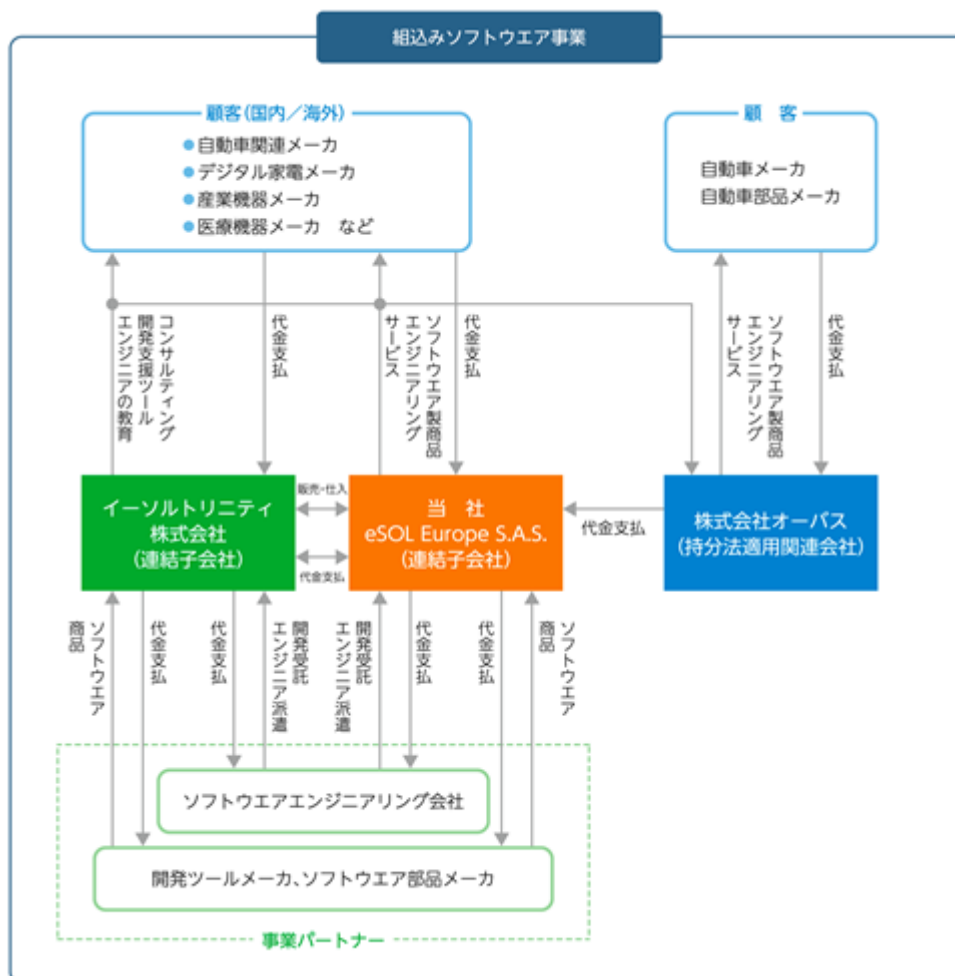 組込みソフトウエア事業
顧客(国内／海外)
●自動車関連メーカ
●デジタル家電メーカ
●産業機器メーカ
●医療機器メーカ　など
顧　客
自動車メーカ
自動車部品メーカ
コンサルティング
開発支援ツール
エンジニアの教育
代金支払
ソフトウエア製商品
エンジニアリング
サービス
代金支払
ソフトウエア製商品
エンジニアリング
サービス
代金支払
イーソルトリニティ
株式会社
(連結子会社)
販売・仕入
代金支払
当　社
eSOL Europe S.A.S.
(連結子会社)
代金支払
株式会社オーバス
(持分法適用関連会社)
ソフトウエア
商品
代金支払
代金支払
開発受託
エンジニア派遣
開発受託
エンジニア派遣
代金支払
代金支払
ソフトウエア
商品
ソフトウエアエンジニアリング会社
開発ツールメーカ、ソフトウエア部品メーカ
事業パートナー